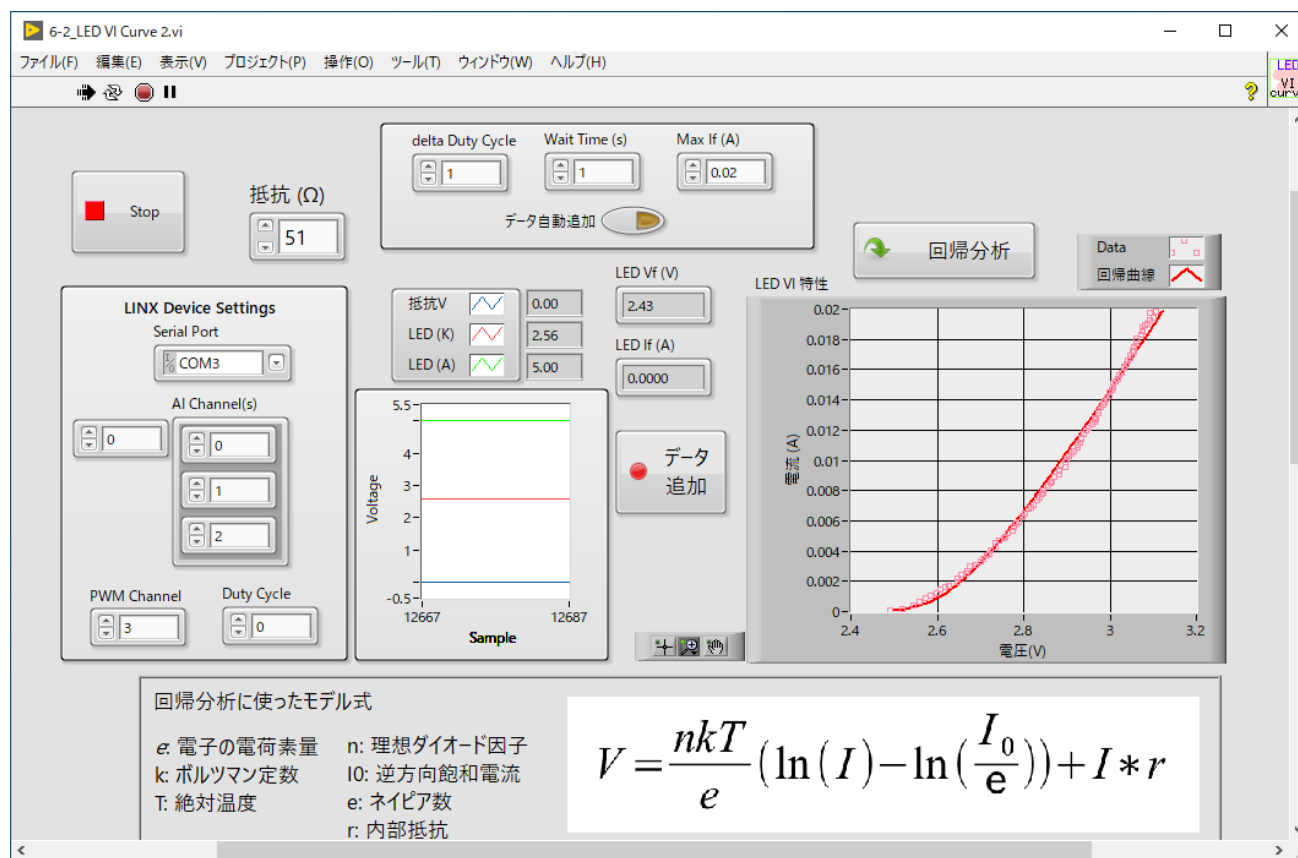 6-2_LED VI Curve 2.vi
ファイル(F) 編集(E) 表示(V) プロジェクト(P) 操作(O) ツール(T) ウィンドウ(W) ヘルプ(H)
LED
VI
curv
delta Duty Cycle Wait Time (s) Max If (A)
1 1 0.02
データ自動追加
Stop
抵抗 (Ω)
51
回帰分析
Data
回帰曲線
LINX Device Settings
Serial Port
COM3
AI Channel(s)
0
0
1
2
PWM Channel Duty Cycle
3 0
抵抗V 0.00
LED (K) 2.56
LED (A) 5.00
LED Vf (V)
2.43
LED If (A)
0.0000
データ
追加
Voltage
5.5
4
3
2
1
-0.5
12667 12687
Sample
LED VI 特性
電流 (A)
0.02
0.018
0.016
0.014
0.012
0.01
0.008
0.006
0.004
0.002
0
2.4 2.6 2.8 3 3.2
電圧(V)
回帰分析に使ったモデル式
e: 電子の電荷素量 n: 理想ダイオード因子
k: ボルツマン定数 I0: 逆方向飽和電流
T: 絶対温度 e: ネイピア数
r: 内部抵抗
V = nkT/e (ln(I) − ln(I₀/e)) + I * r